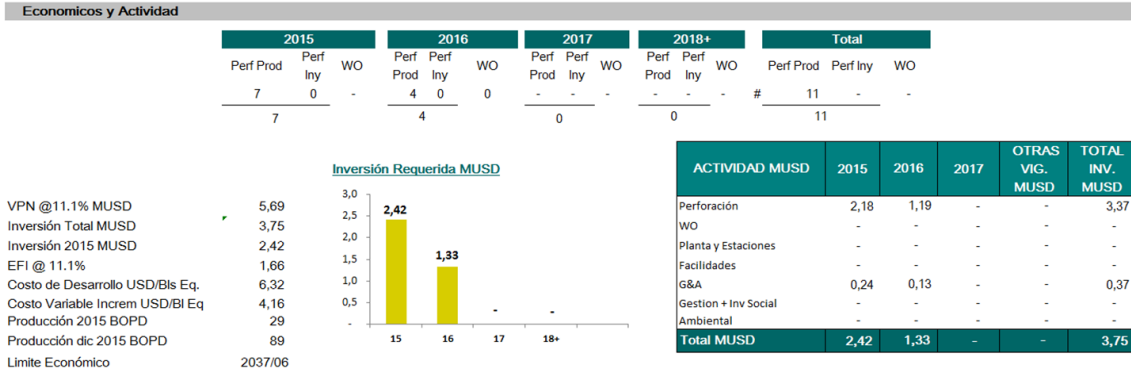 Economicos y Actividad
2015 2016 2017 2018+ Total
Perf Prod Perf Iny WO Perf Prod Perf Iny WO Perf Prod Perf Iny WO Perf Prod Perf Iny WO Perf Prod Perf Iny WO
7 0 - 4 0 0 - - - - - - # 11 - -
7 4 0 0 11
VPN @11.1% MUSD 5,69
Inversión Total MUSD 3,75
Inversión 2015 MUSD 2,42
EFI @ 11.1% 1,66
Costo de Desarrollo USD/Bls Eq. 6,32
Costo Variable Increm USD/Bl Eq 4,16
Producción 2015 BOPD 29
Producción dic 2015 BOPD 89
Limite Económico 2037/06
Inversión Requerida MUSD
3,0
2,5
2,0
1,5
1,0
0,5
-
2,42
1,33
-
-
15 16 17 18+
ACTIVIDAD MUSD 2015 2016 2017 OTRAS VIG. MUSD TOTAL INV. MUSD
Perforación 2,18 1,19 - - 3,37
WO - - - - -
Planta y Estaciones - - - - -
Facilidades - - - - -
G&A 0,24 0,13 - - 0,37
Gestion + Inv Social - - - - -
Ambiental - - - - -
Total MUSD 2,42 1,33 - - 3,75